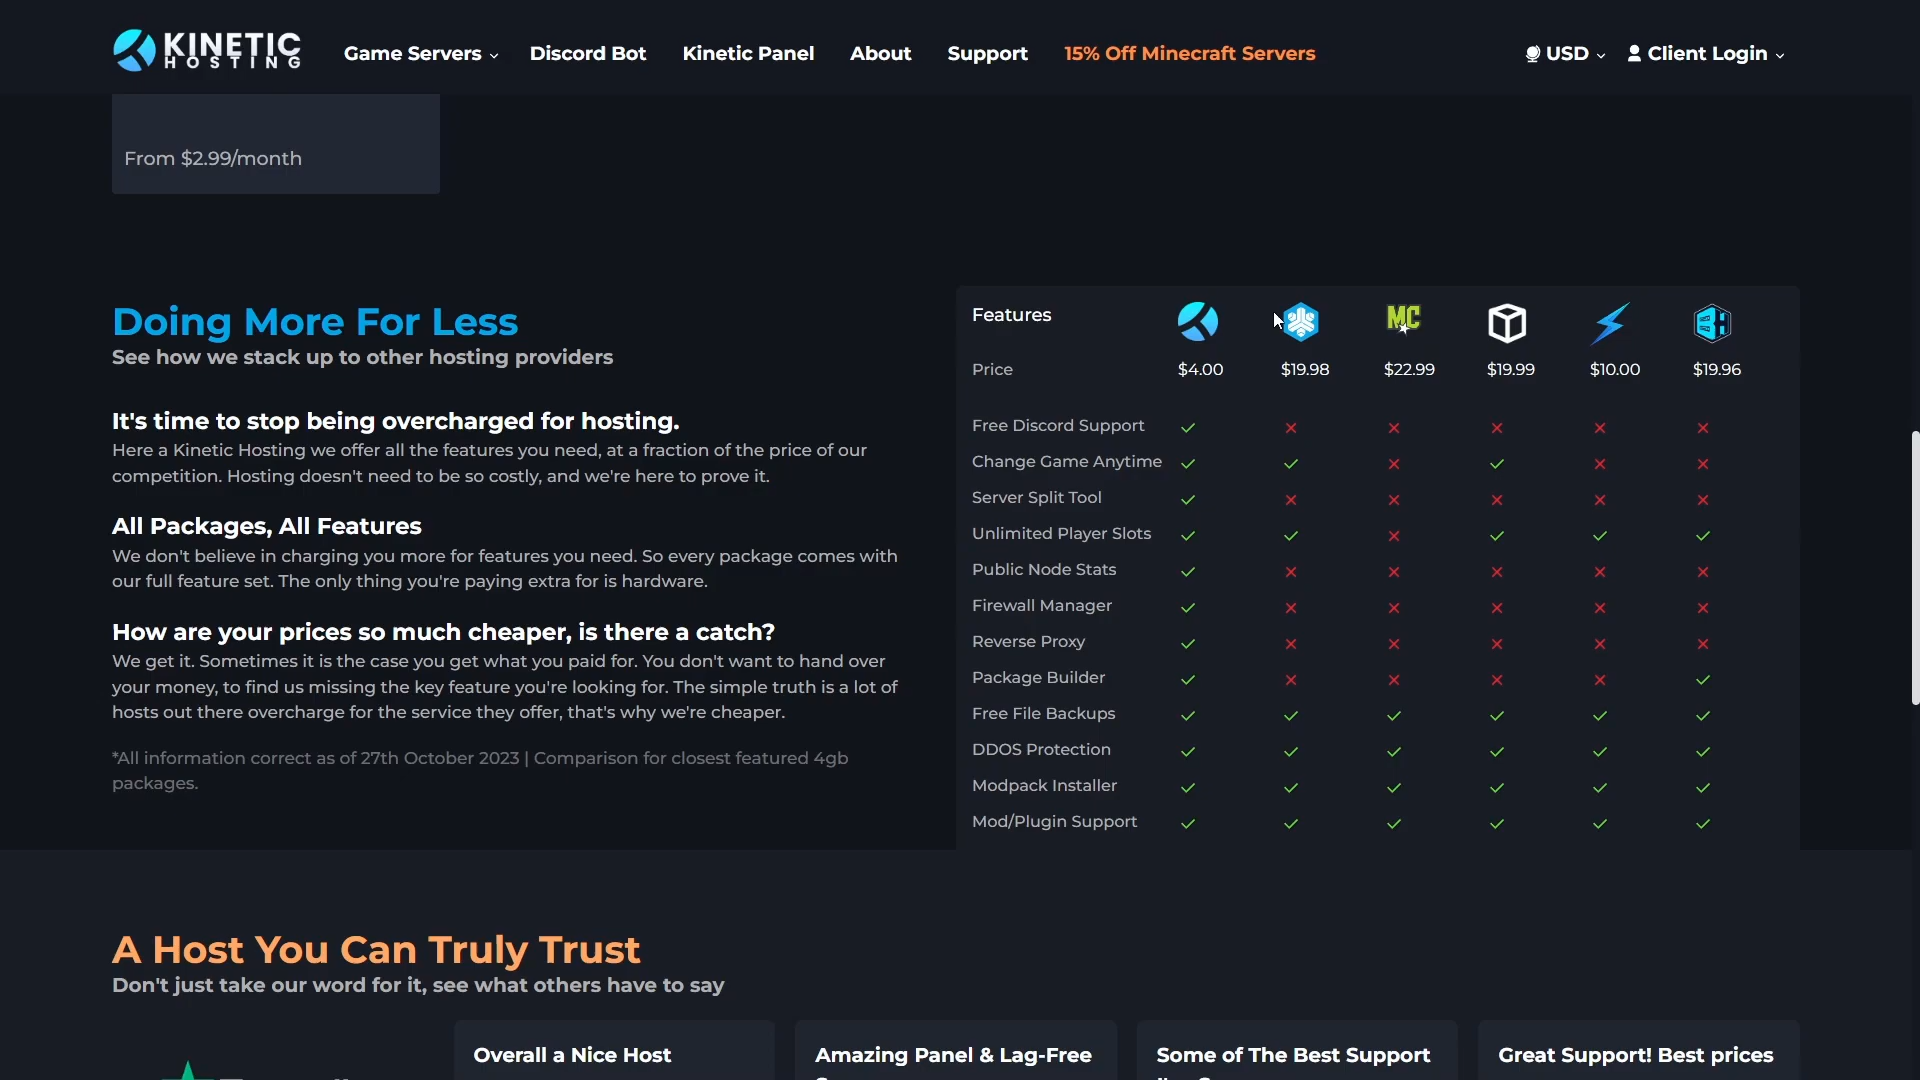 KINETIC HOSTING
Game Servers
Discord Bot
Kinetic Panel
About
Support
15% Off Minecraft Servers
USD
Client Login
From $2.99/month
Doing More For Less
See how we stack up to other hosting providers
It's time to stop being overcharged for hosting.
Here a Kinetic Hosting we offer all the features you need, at a fraction of the price of our
competition. Hosting doesn't need to be so costly, and we're here to prove it.
All Packages, All Features
We don't believe in charging you more for features you need. So every package comes with
our full feature set. The only thing you're paying extra for is hardware.
How are your prices so much cheaper, is there a catch?
We get it. Sometimes it is the case you get what you paid for. You don't want to hand over
your money, to find us missing the key feature you're looking for. The simple truth is a lot of
hosts out there overcharge for the service they offer, that's why we're cheaper.
*All information correct as of 27th October 2023 | Comparison for closest featured 4gb
packages.
Features
MC
Price $4.00 $19.98 $22.99 $19.99 $10.00 $19.96
Free Discord Support
Change Game Anytime
Server Split Tool
Unlimited Player Slots
Public Node Stats
Firewall Manager
Reverse Proxy
Package Builder
Free File Backups
DDOS Protection
Modpack Installer
Mod/Plugin Support
A Host You Can Truly Trust
Don't just take our word for it, see what others have to say
Overall a Nice Host
Amazing Panel & Lag-Free
Some of The Best Support
Great Support! Best prices